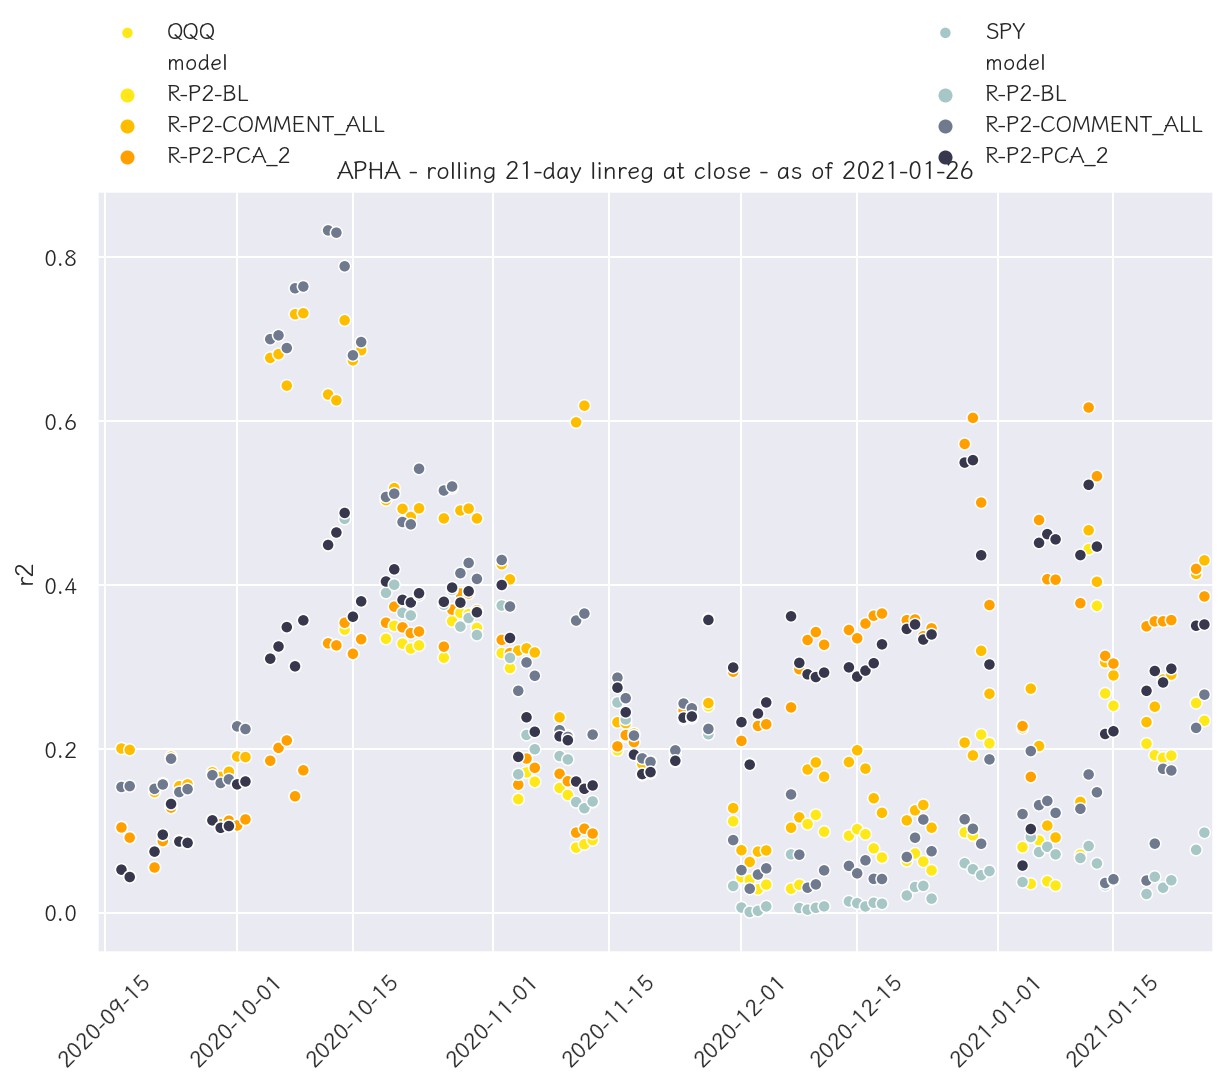 QQQ
model
R-P2-BL
R-P2-COMMENT_ALL
R-P2-PCA_2
SPY
model
R-P2-BL
R-P2-COMMENT_ALL
R-P2-PCA_2
APHA - rolling 21-day linreg at close - as of 2021-01-26
r2
0.8
0.6
0.4
0.2
0.0
2020-09-15
2020-10-01
2020-10-15
2020-11-01
2020-11-15
2020-12-01
2020-12-15
2021-01-01
2021-01-15